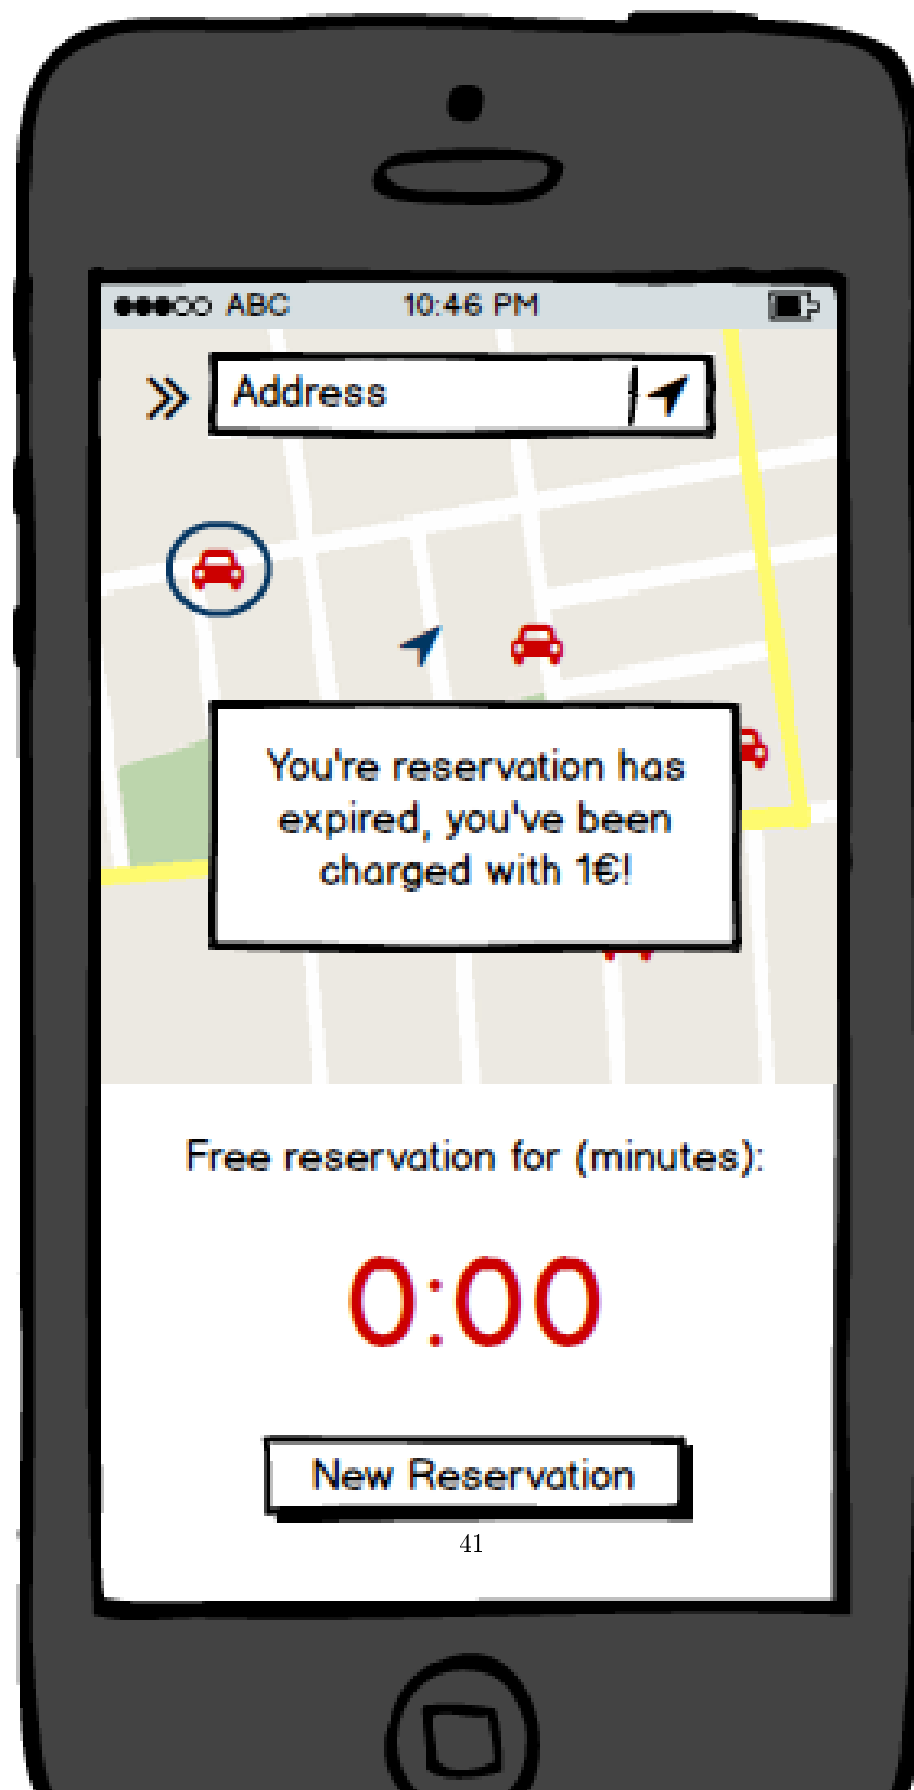 ABC 10:46 PM
Address
You're reservation has
expired, you've been
charged with 1€!
Free reservation for (minutes):
0:00
New Reservation
41